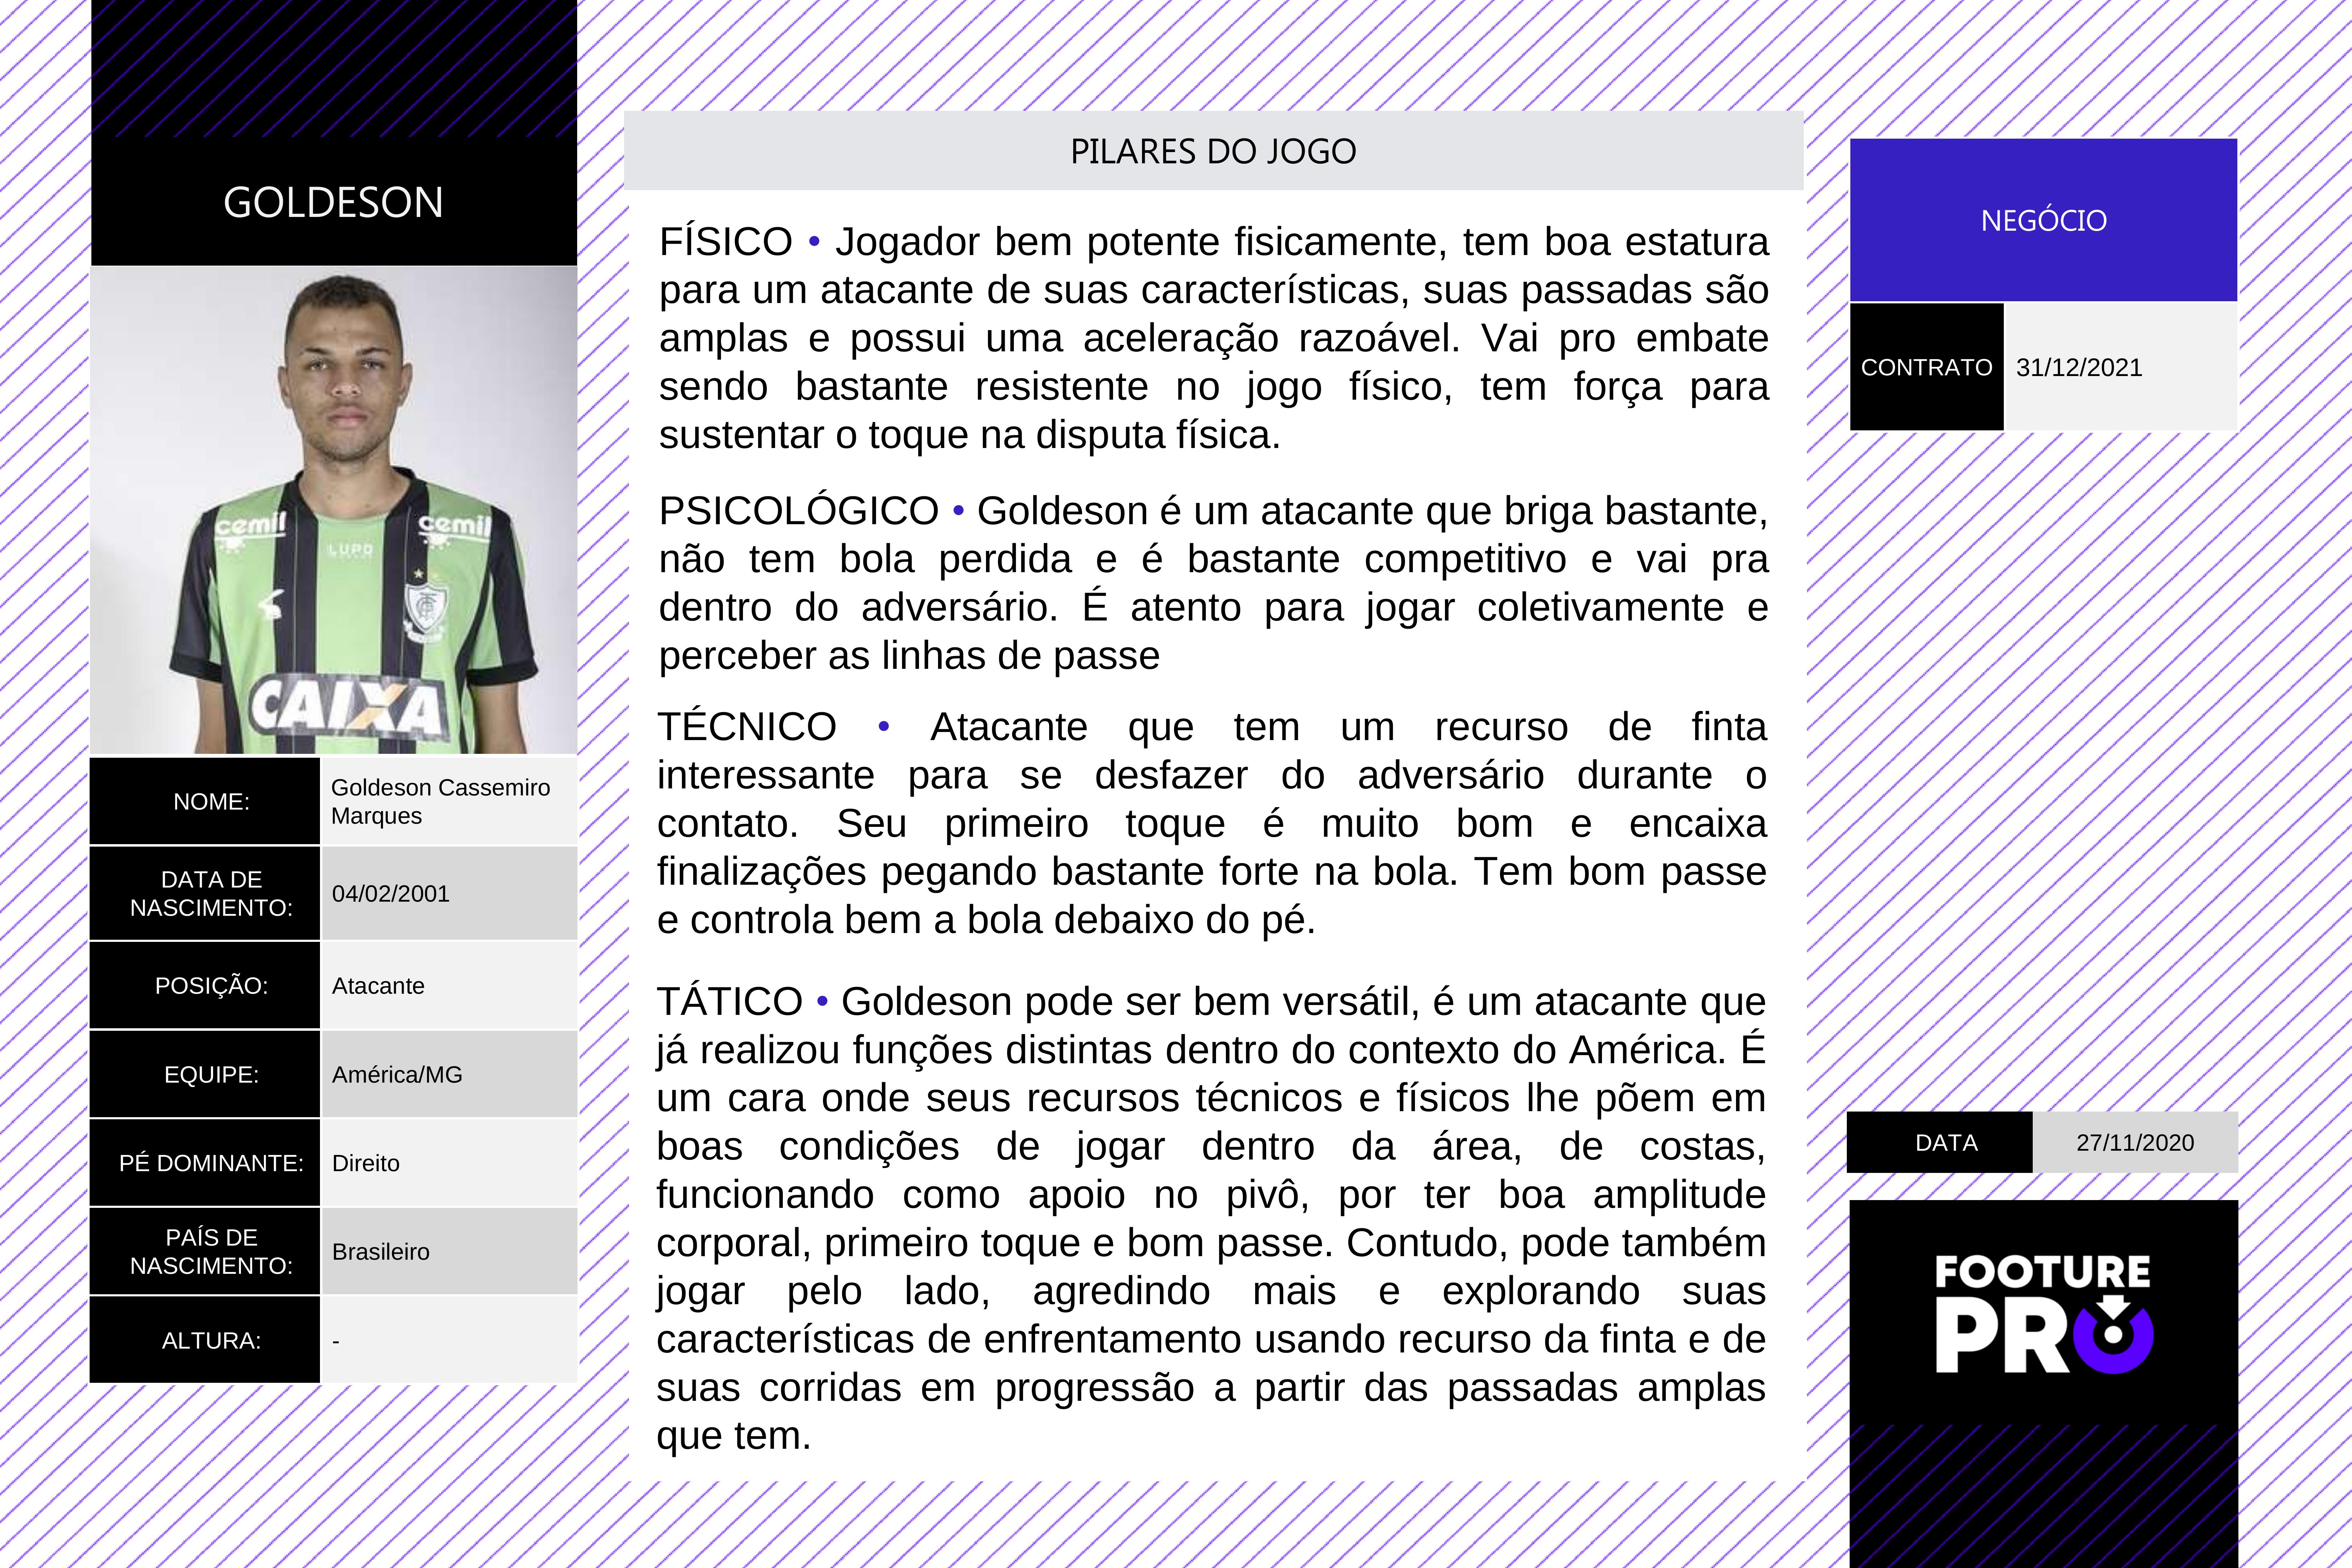 GOLDESON
cemil
cemil
LUPO
CAIXA
NOME:
Goldeson Cassemiro
Marques
DATA DE
NASCIMENTO:
04/02/2001
POSIÇÃO:
Atacante
EQUIPE:
América/MG
PÉ DOMINANTE:
Direito
PAÍS DE
NASCIMENTO:
Brasileiro
ALTURA:
-
PILARES DO JOGO
FÍSICO • Jogador bem potente fisicamente, tem boa estatura
para um atacante de suas características, suas passadas são
amplas e possui uma aceleração razoável. Vai pro embate
sendo bastante resistente no jogo físico, tem força para
sustentar o toque na disputa física.
PSICOLÓGICO • Goldeson é um atacante que briga bastante,
não tem bola perdida e é bastante competitivo e vai pra
dentro do adversário. É atento para jogar coletivamente e
perceber as linhas de passe
TÉCNICO • Atacante que tem um recurso de finta
interessante para se desfazer do adversário durante o
contato. Seu primeiro toque é muito bom e encaixa
finalizações pegando bastante forte na bola. Tem bom passe
e controla bem a bola debaixo do pé.
TÁTICO • Goldeson pode ser bem versátil, é um atacante que
já realizou funções distintas dentro do contexto do América. É
um cara onde seus recursos técnicos e físicos lhe põem em
boas condições de jogar dentro da área, de costas,
funcionando como apoio no pivô, por ter boa amplitude
corporal, primeiro toque e bom passe. Contudo, pode também
jogar pelo lado, agredindo mais e explorando suas
características de enfrentamento usando recurso da finta e de
suas corridas em progressão a partir das passadas amplas
que tem.
NEGÓCIO
CONTRATO
31/12/2021
DATA
27/11/2020
FOOTURE
PRO